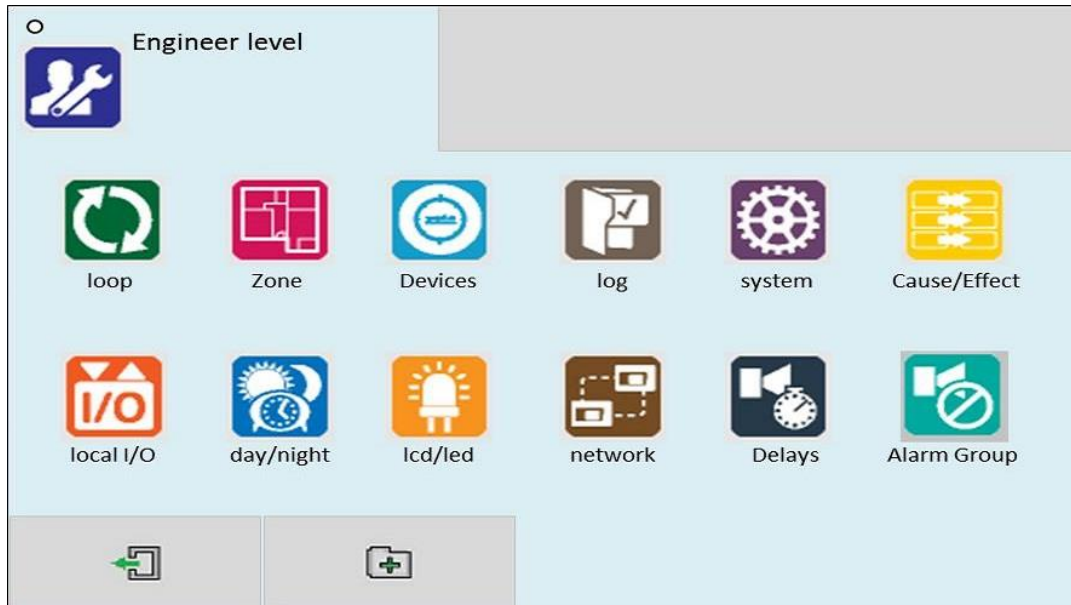 Engineer level
loop
Zone
Devices
log
system
Cause/Effect
I/O
local I/O
day/night
lcd/led
network
Delays
Alarm Group